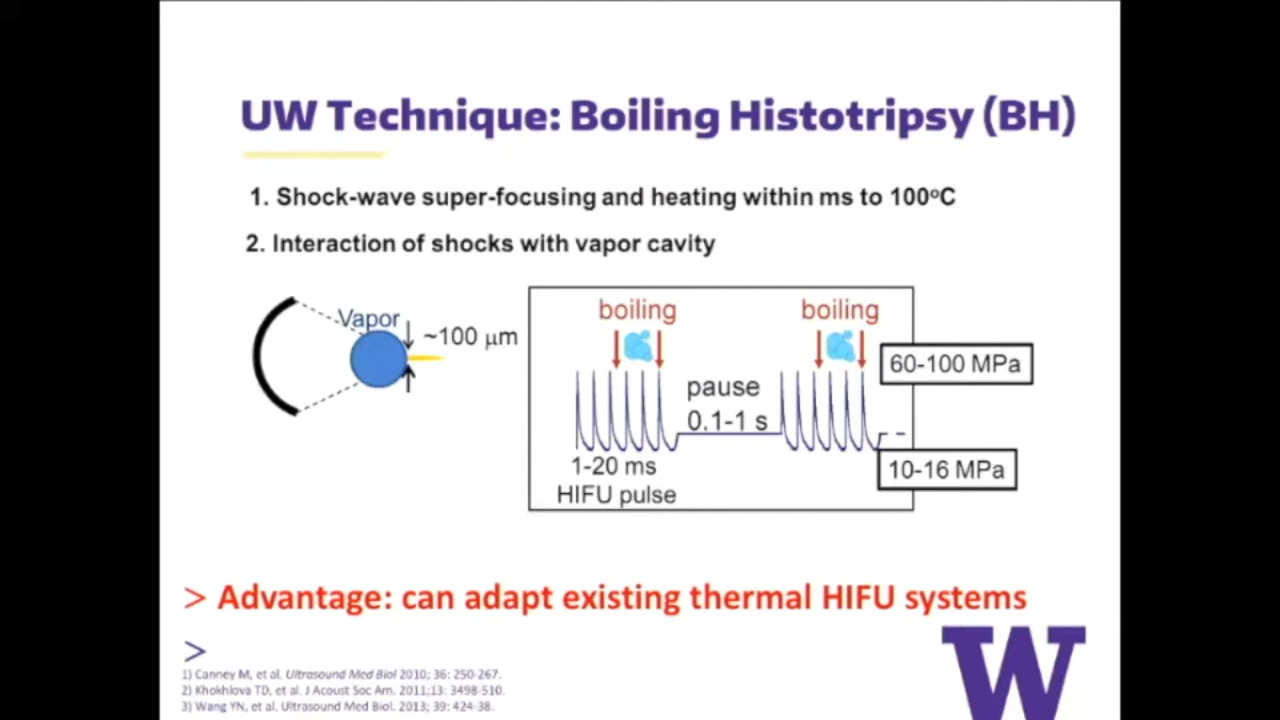 UW Technique: Boiling Histotripsy (BH)
1. Shock-wave super-focusing and heating within ms to 100ºC
2. Interaction of shocks with vapor cavity
Vapor
~100 μm
boiling
boiling
60-100 MPa
pause
0.1-1 s
1-20 ms
HIFU pulse
10-16 MPa
> Advantage: can adapt existing thermal HIFU systems
>
1) Canney M, et al. Ultrasound Med Biol 2010; 36: 250-267.
2) Khokhlova TD, et al. J Acoust Soc Am. 2011;13: 3498-510.
3) Wang YN, et al. Ultrasound Med Biol. 2013; 39: 424-38.
W